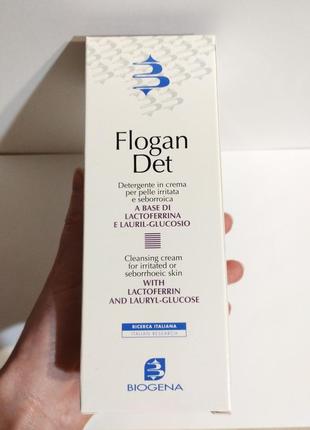 Flogan
Det
Detergente in crema
per pelle irritata
e seborroica
A BASE DI
LACTOFERRINA
E LAURIL-GLUCOSIO
Cleansing cream
for irritated or
seborrhoeic skin
WITH
LACTOFERRIN
AND LAURYL-GLUCOSE
RICERCA ITALIANA
ITALIAN RESEARCH
BIOGENA